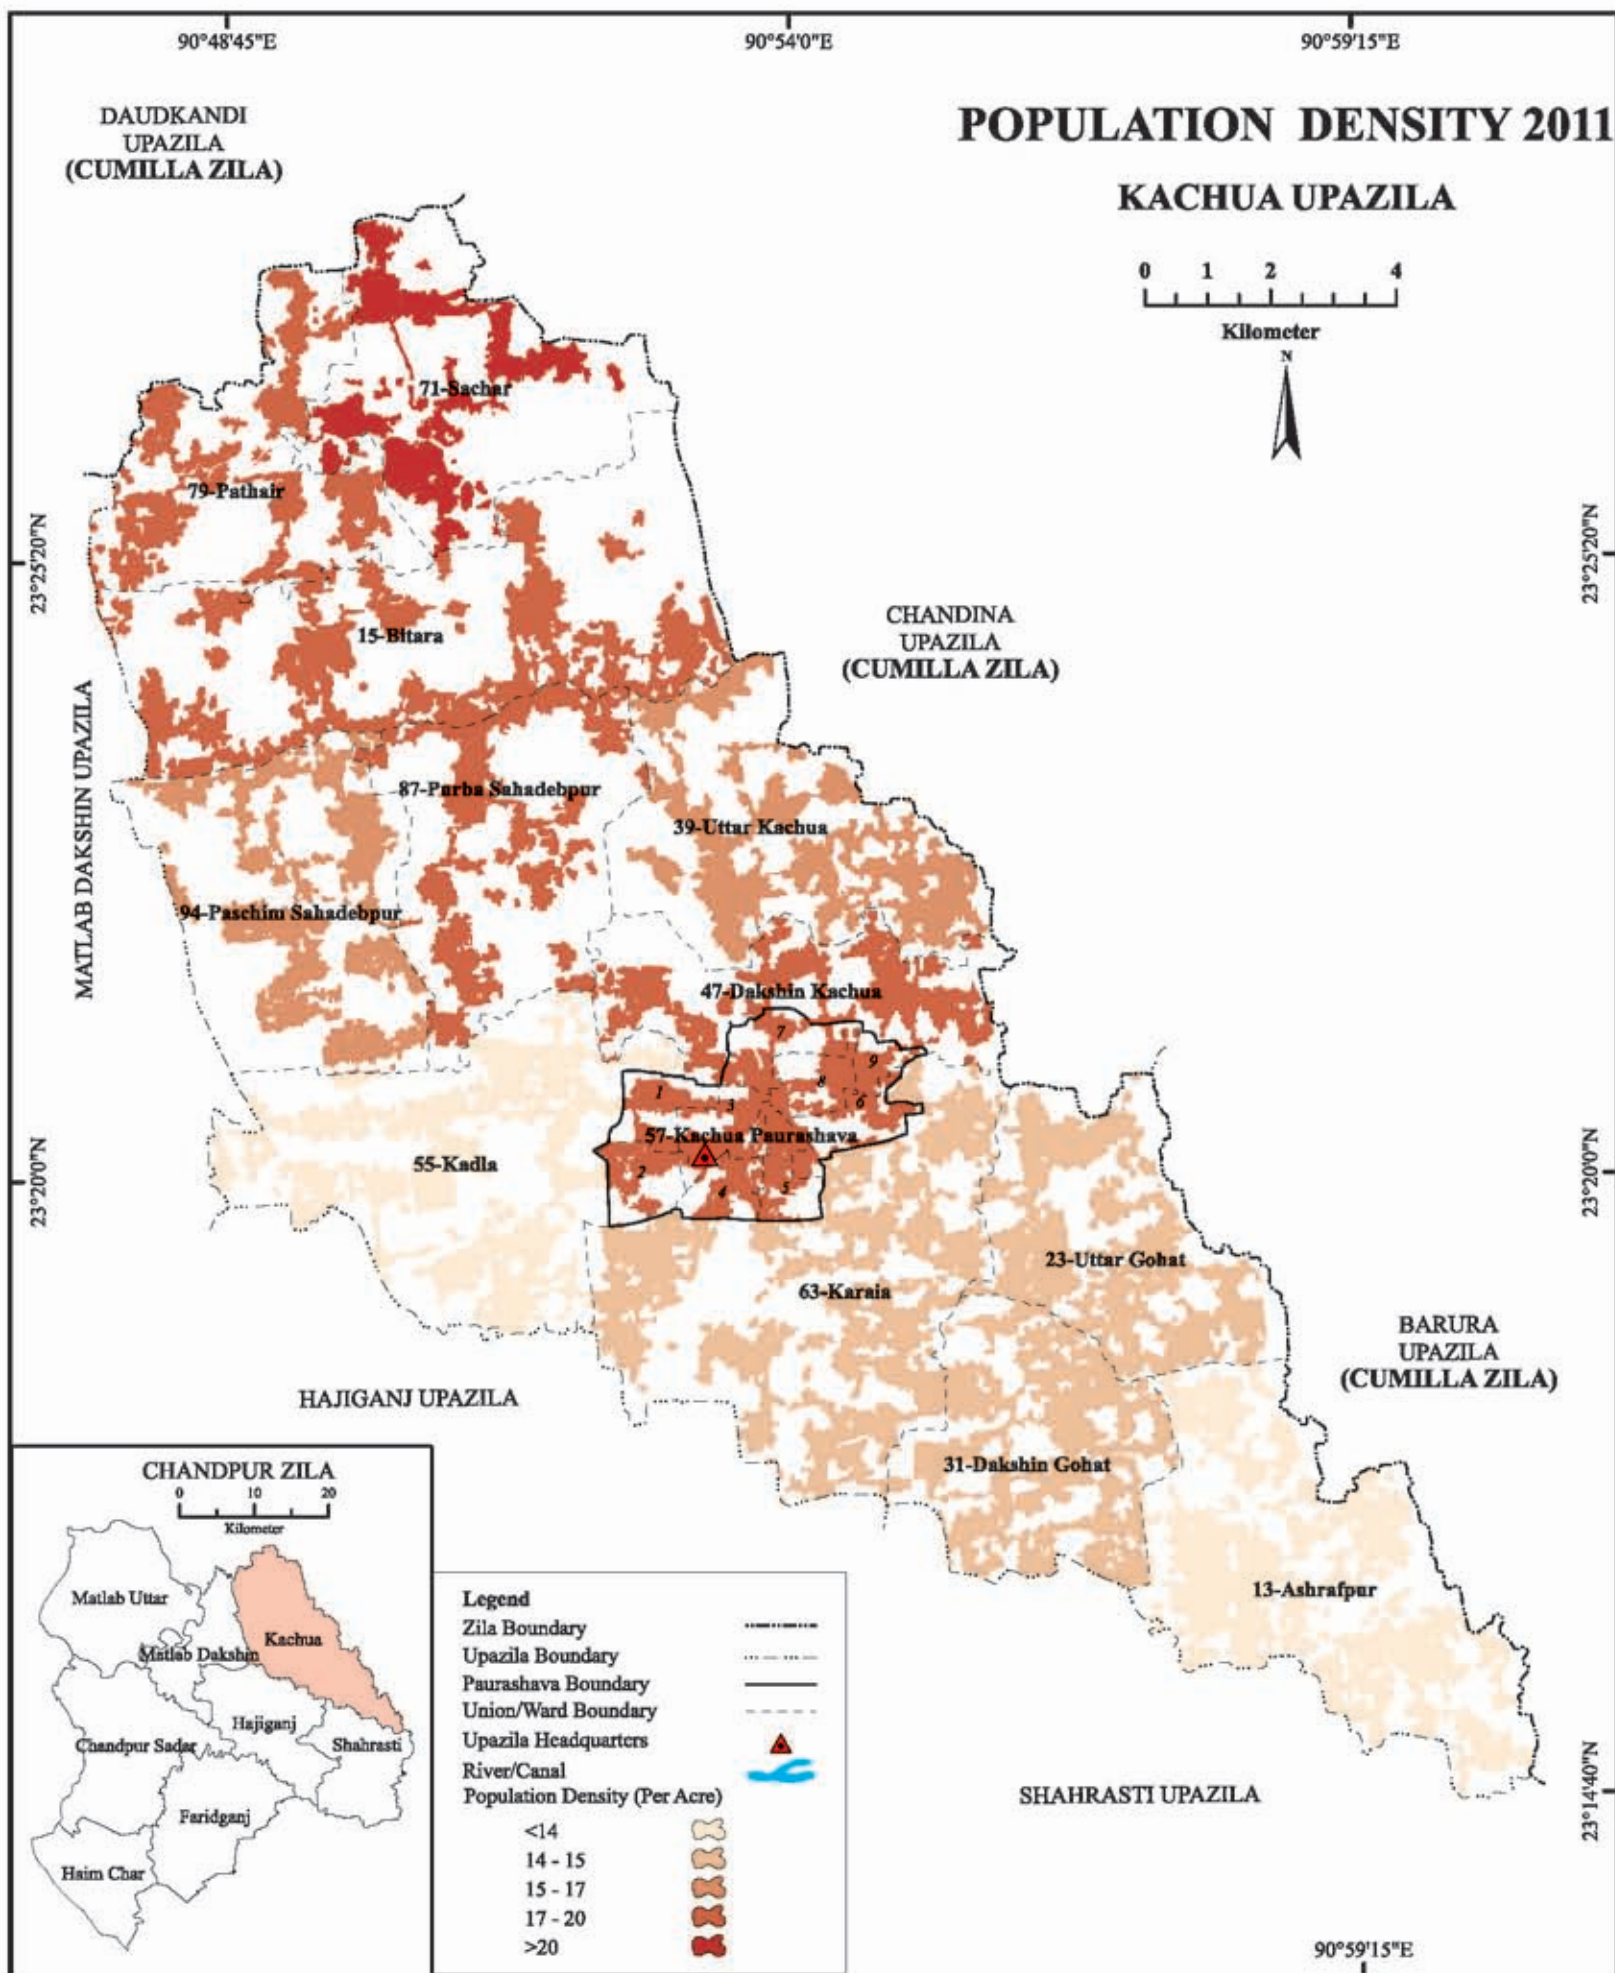 90°48'45"E
90°54'0"E
90°59'15"E
DAUDKANDI
UPAZILA
(CUMILLA ZILA)
POPULATION DENSITY 2011
KACHUA UPAZILA
0 1 2 4
Kilometer
N
71-Sachar
79-Pathair
23°25'20"N
23°25'20"N
15-Bitara
CHANDINA
UPAZILA
(CUMILLA ZILA)
MATLAB DAKSHIN UPAZILA
87-Purba Sahadebpur
39-Uttar Kachua
94-Paschim Sahadebpur
47-Dakshin Kachua
7
9
8
1
3
6
57-Kachua Paurashava
55-Kadla
2
4
5
23°20'0"N
23°20'0"N
23-Uttar Gohat
63-Karaia
BARURA
UPAZILA
(CUMILLA ZILA)
HAJIGANJ UPAZILA
31-Dakshin Gohat
13-Ashrafpur
SHAHRASTI UPAZILA
23°14'40"N
90°59'15"E
CHANDPUR ZILA
0 10 20
Kilometer
Matlab Uttar
Kachua
Matlab Dakshin
Hajiganj
Chandpur Sadar
Shahrasti
Faridganj
Haim Char
Legend
Zila Boundary
Upazila Boundary
Paurashava Boundary
Union/Ward Boundary
Upazila Headquarters
River/Canal
Population Density (Per Acre)
<14
14 - 15
15 - 17
17 - 20
>20